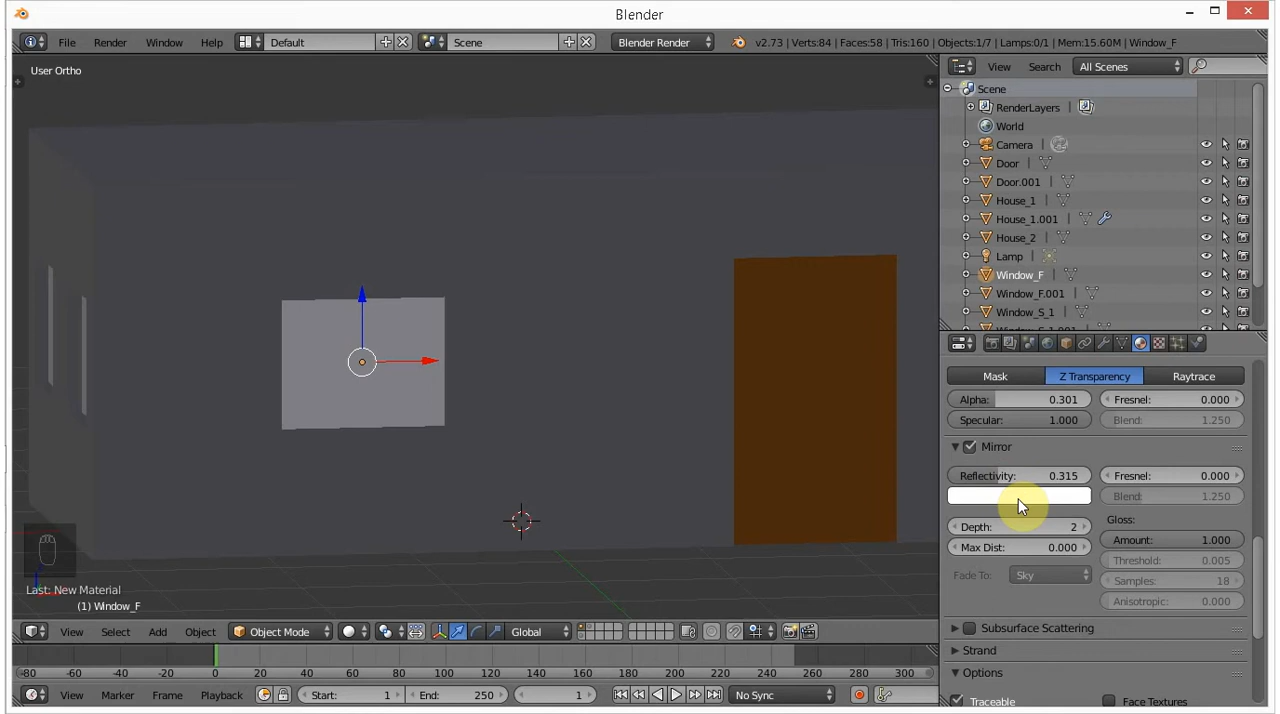 Blender
File Render Window Help Default Scene Blender Render v2.73 | Verts:84 | Faces:58 | Tris:160 | Objects:1/7 | Lamps:0/1 | Mem:15.60M | Window_F
User Ortho
View Search All Scenes
Scene
RenderLayers
World
Camera
Door
Door.001
House_1
House_1.001
House_2
Lamp
Window_F
Window_F.001
Window_S_1
Window_S_1.001
Mask Z Transparency Raytrace
Alpha: 0.301 Fresnel: 0.000
Specular: 1.000 Blend: 1.250
Mirror
Reflectivity: 0.315 Fresnel: 0.000
Blend: 1.250
Gloss:
Depth: 2
Amount: 1.000
Max Dist: 0.000
Threshold: 0.005
Fade To: Sky
Samples: 18
Anisotropic: 0.000
Subsurface Scattering
Strand
Options
Traceable Face Textures
Last: New Material
(1) Window_F
View Select Add Object Object Mode Global
-80 -60 -40 -20 0 20 40 60 80 100 120 140 160 180 200 220 240 260 280 300
View Marker Frame Playback Start: 1 End: 250 1 No Sync